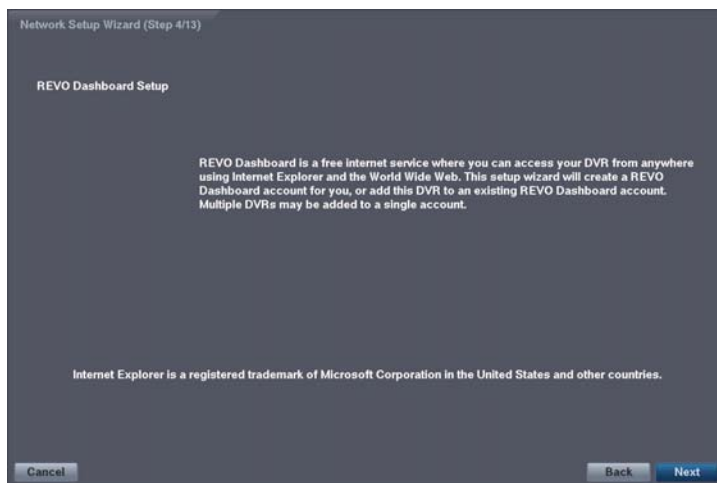 Network Setup Wizard (Step 4/13)
REVO Dashboard Setup
REVO Dashboard is a free internet service where you can access your DVR from anywhere
using Internet Explorer and the World Wide Web. This setup wizard will create a REVO
Dashboard account for you, or add this DVR to an existing REVO Dashboard account.
Multiple DVRs may be added to a single account.
Internet Explorer is a registered trademark of Microsoft Corporation in the United States and other countries.
Cancel
Back
Next